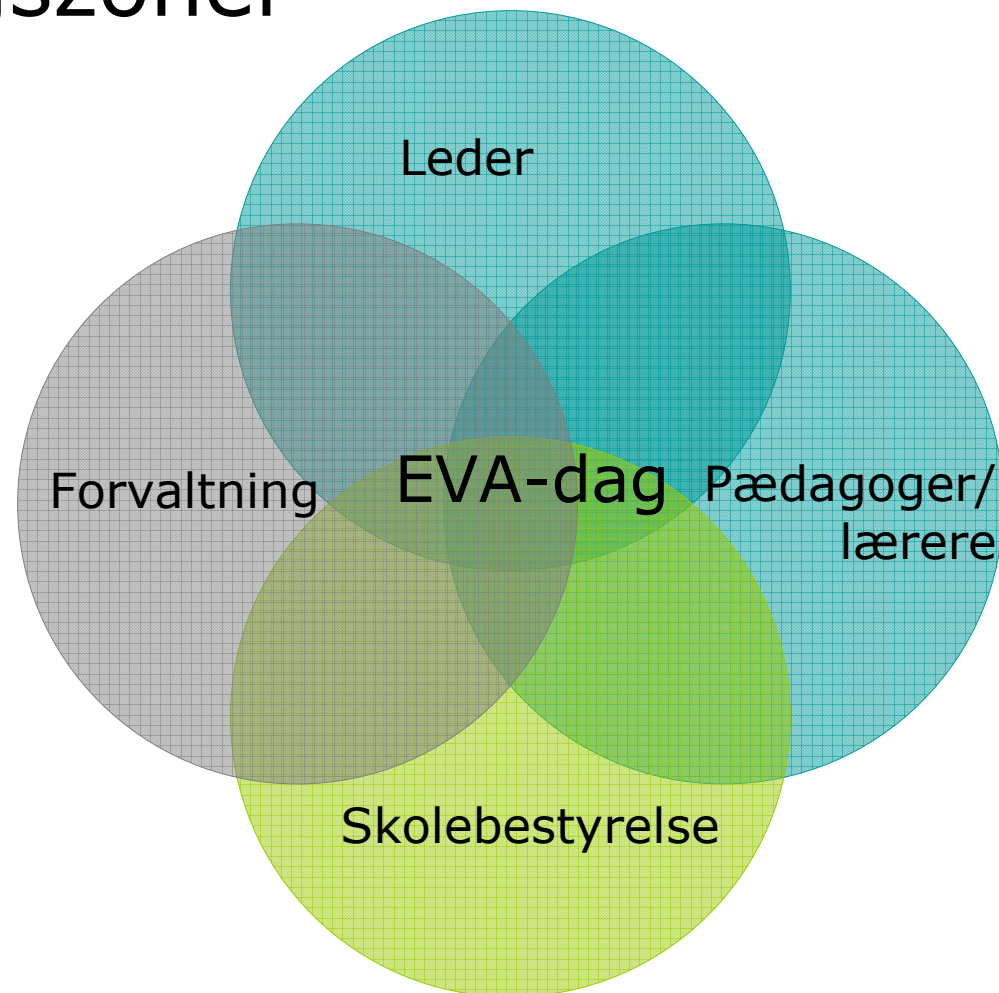 Leder
Forvaltning
EVA-dag
Pædagoger/
lærere
Skolebestyrelse